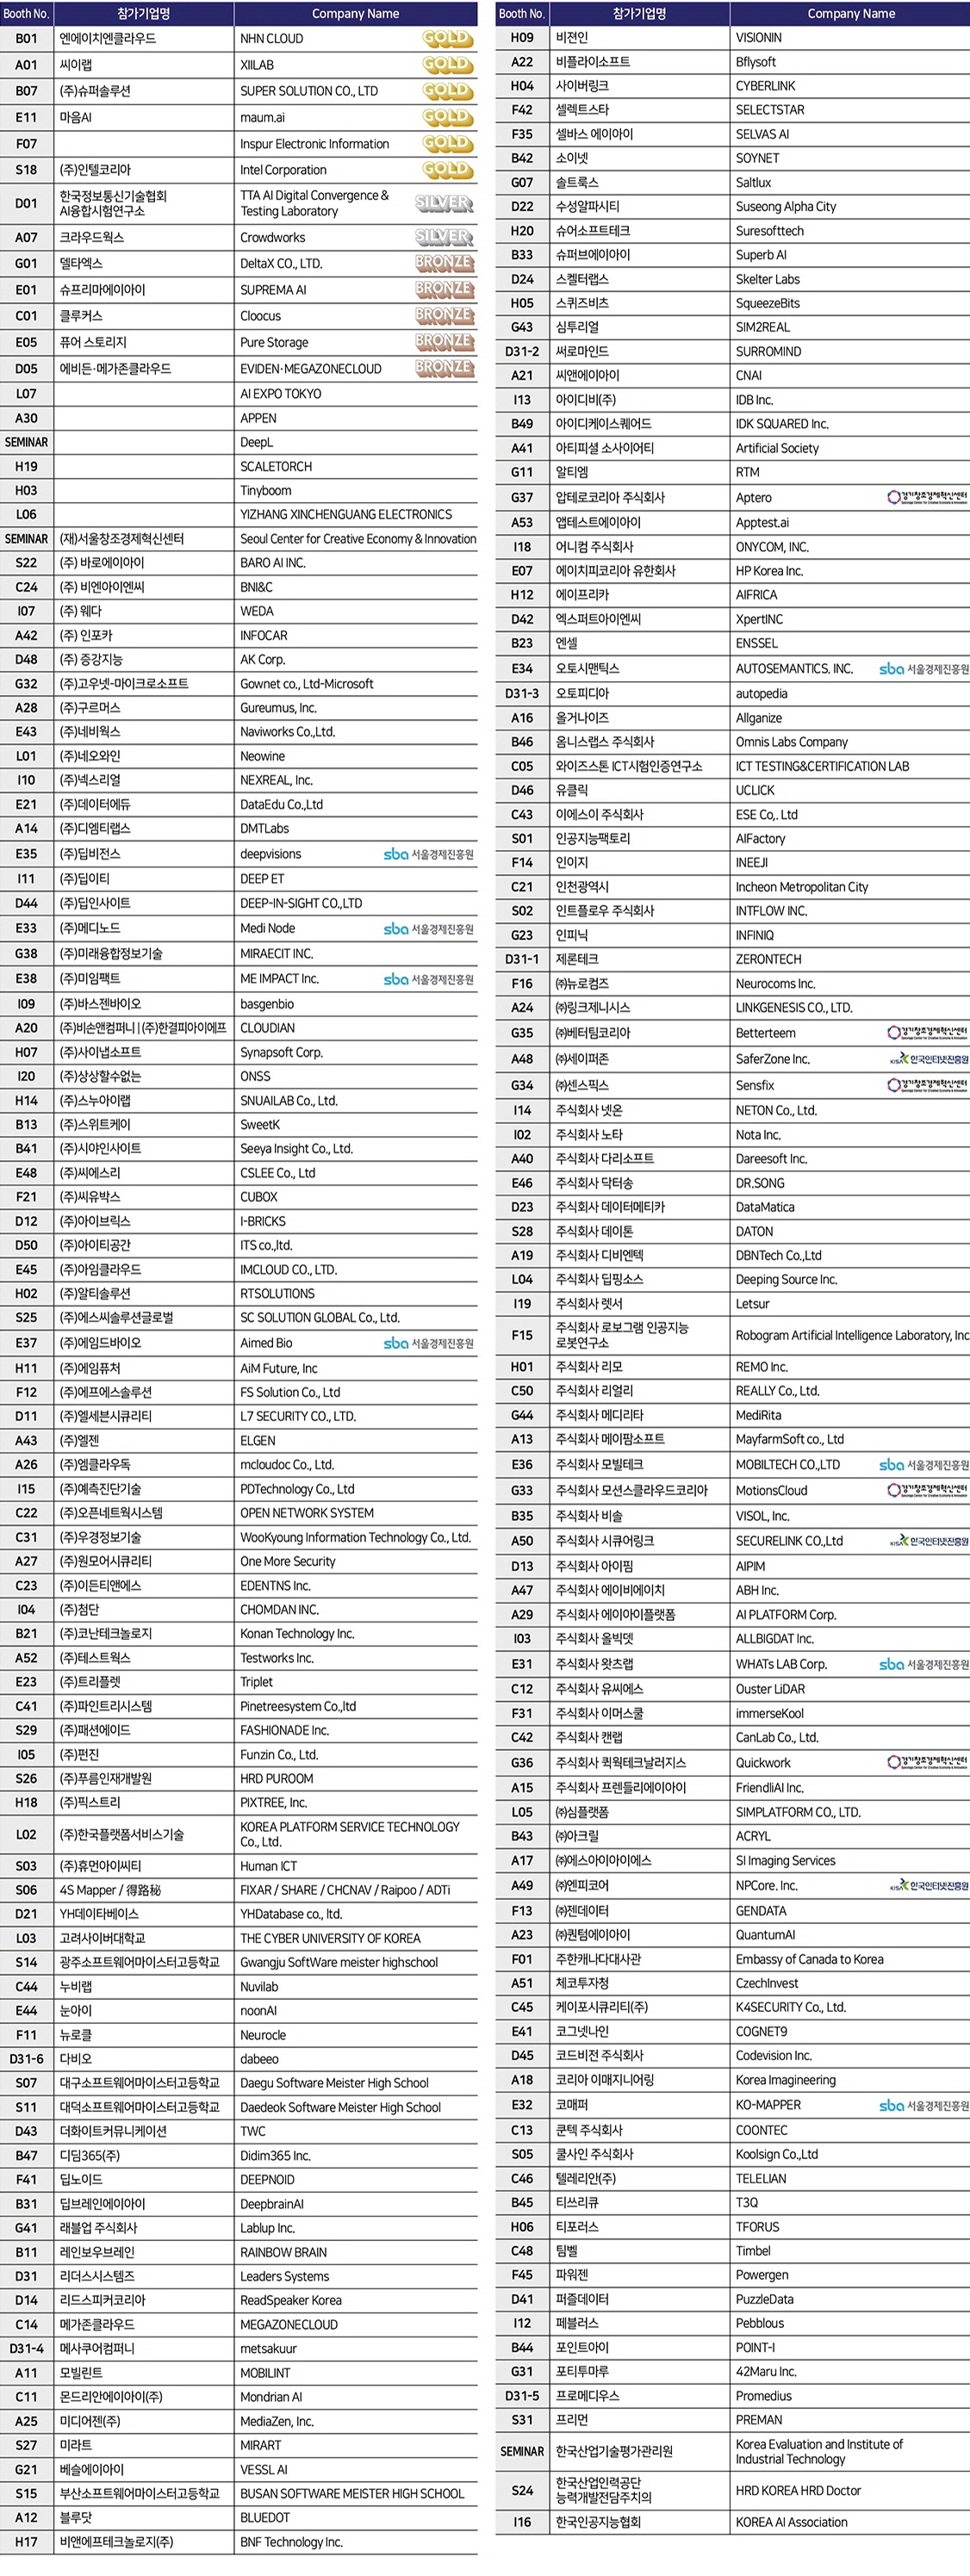 Booth No. 참가기업명 Company Name
B01 엔에이치엔클라우드 NHN CLOUD GOLD
A01 씨이랩 XIILAB GOLD
B07 (주)슈퍼솔루션 SUPER SOLUTION CO., LTD GOLD
E11 마음AI maum.ai GOLD
F07 Inspur Electronic Information GOLD
S18 (주)인텔코리아 Intel Corporation GOLD
D01 한국정보통신기술협회 AI융합시험연구소 TTA AI Digital Convergence & Testing Laboratory SILVER
A07 크라우드웍스 Crowdworks SILVER
G01 델타엑스 DeltaX CO., LTD. BRONZE
E01 슈프리마에이아이 SUPREMA AI BRONZE
C01 클루커스 Cloocus BRONZE
E05 퓨어 스토리지 Pure Storage BRONZE
D05 에비든·메가존클라우드 EVIDEN·MEGAZONECLOUD BRONZE
L07 AI EXPO TOKYO
A30 APPEN
SEMINAR DeepL
H19 SCALETORCH
H03 Tinyboom
L06 YIZHANG XINCHENGUANG ELECTRONICS
SEMINAR (재)서울창조경제혁신센터 Seoul Center for Creative Economy & Innovation
S22 (주) 바로에이아이 BARO AI INC.
C24 (주) 비엔아이엔씨 BNI&C
I07 (주) 웨다 WEDA
A42 (주) 인포카 INFOCAR
D48 (주) 증강지능 AK Corp.
G32 (주)고우넷-마이크로소프트 Gownet co., Ltd-Microsoft
A28 (주)구르머스 Gureumus, Inc.
E43 (주)네비웍스 Naviworks Co.,Ltd.
L01 (주)네오와인 Neowine
I10 (주)넥스리얼 NEXREAL, Inc.
E21 (주)데이터에듀 DataEdu Co.,Ltd
A14 (주)디엠티랩스 DMTLabs
E35 (주)딥비전스 deepvisions sba 서울경제진흥원
I11 (주)딥이티 DEEP ET
D44 (주)딥인사이트 DEEP-IN-SIGHT CO.,LTD
E33 (주)메디노드 Medi Node sba 서울경제진흥원
G38 (주)미래융합정보기술 MIRAECIT INC.
E38 (주)미임팩트 ME IMPACT Inc. sba 서울경제진흥원
I09 (주)바스젠바이오 basgenbio
A20 (주)비손앤컴퍼니 | (주)한결피아이에프 CLOUDIAN
H07 (주)사이냅소프트 Synapsoft Corp.
I20 (주)상상할수없는 ONSS
H14 (주)스누아이랩 SNUAILAB Co., Ltd.
B13 (주)스위트케이 SweetK
B41 (주)시야인사이트 Seeya Insight Co., Ltd.
E48 (주)씨에스리 CSLEE Co., Ltd
F21 (주)씨유박스 CUBOX
D12 (주)아이브릭스 I-BRICKS
D50 (주)아이티공간 ITS co.,ltd.
E45 (주)아임클라우드 IMCLOUD CO., LTD.
H02 (주)알티솔루션 RTSOLUTIONS
S25 (주)에스씨솔루션글로벌 SC SOLUTION GLOBAL Co., Ltd.
E37 (주)에임드바이오 Aimed Bio sba 서울경제진흥원
H11 (주)에임퓨처 AiM Future, Inc
F12 (주)에프에스솔루션 FS Solution Co., Ltd
D11 (주)엘세븐시큐리티 L7 SECURITY CO., LTD.
A43 (주)엘젠 ELGEN
A26 (주)엠클라우독 mcloudoc Co., Ltd.
I15 (주)예측진단기술 PDTechnology Co., Ltd
C22 (주)오픈네트웍시스템 OPEN NETWORK SYSTEM
C31 (주)우경정보기술 WooKyoung Information Technology Co., Ltd.
A27 (주)원모어시큐리티 One More Security
C23 (주)이든티앤에스 EDENTNS Inc.
I04 (주)첨단 CHOMDAN INC.
B21 (주)코난테크놀로지 Konan Technology Inc.
A52 (주)테스트웍스 Testworks Inc.
E23 (주)트리플렛 Triplet
C41 (주)파인트리시스템 Pinetreesystem Co.,ltd
S29 (주)패션에이드 FASHIONADE Inc.
I05 (주)펀진 Funzin Co., Ltd.
S26 (주)푸름인재개발원 HRD PUROOM
H18 (주)픽스트리 PIXTREE, Inc.
L02 (주)한국플랫폼서비스기술 KOREA PLATFORM SERVICE TECHNOLOGY Co., Ltd.
S03 (주)휴먼아이씨티 Human ICT
S06 4S Mapper / 得路秘 FIXAR / SHARE / CHCNAV / Raipoo / ADTi
D21 YH데이타베이스 YHDatabase co., ltd.
L03 고려사이버대학교 THE CYBER UNIVERSITY OF KOREA
S14 광주소프트웨어마이스터고등학교 Gwangju SoftWare meister highschool
C44 누비랩 Nuvilab
E44 눈아이 noonAI
F11 뉴로클 Neurocle
D31-6 다비오 dabeeo
S07 대구소프트웨어마이스터고등학교 Daegu Software Meister High School
S11 대덕소프트웨어마이스터고등학교 Daedeok Software Meister High School
D43 더화이트커뮤니케이션 TWC
B47 디딤365(주) Didim365 Inc.
F41 딥노이드 DEEPNOID
B31 딥브레인에이아이 DeepbrainAI
G41 래블업 주식회사 Lablup Inc.
B11 레인보우브레인 RAINBOW BRAIN
D31 리더스시스템즈 Leaders Systems
D14 리드스피커코리아 ReadSpeaker Korea
C14 메가존클라우드 MEGAZONECLOUD
D31-4 메사쿠어컴퍼니 metsakuur
A11 모빌린트 MOBILINT
C11 몬드리안에이아이(주) Mondrian AI
A25 미디어젠(주) MediaZen, Inc.
S27 미라트 MIRART
G21 베슬에이아이 VESSL AI
S15 부산소프트웨어마이스터고등학교 BUSAN SOFTWARE MEISTER HIGH SCHOOL
A12 블루닷 BLUEDOT
H17 비앤에프테크놀로지(주) BNF Technology Inc.
Booth No. 참가기업명 Company Name
H09 비젼인 VISIONIN
A22 비플라이소프트 Bflysoft
H04 사이버링크 CYBERLINK
F42 셀렉트스타 SELECTSTAR
F35 셀바스 에이아이 SELVAS AI
B42 소이넷 SOYNET
G07 솔트룩스 Saltlux
D22 수성알파시티 Suseong Alpha City
H20 슈어소프트테크 Suresofttech
B33 슈퍼브에이아이 Superb AI
D24 스켈터랩스 Skelter Labs
H05 스퀴즈비츠 SqueezeBits
G43 심투리얼 SIM2REAL
D31-2 써로마인드 SURROMIND
A21 씨앤에이아이 CNAI
I13 아이디비(주) IDB Inc.
B49 아이디케이스퀘어드 IDK SQUARED Inc.
A41 아티피셜 소사이어티 Artificial Society
G11 알티엠 RTM
G37 압테로코리아 주식회사 Aptero 경기창조경제혁신센터
A53 앱테스트에이아이 Apptest.ai
I18 어니컴 주식회사 ONYCOM, INC.
E07 에이치피코리아 유한회사 HP Korea Inc.
H12 에이프리카 AIFRICA
D42 엑스퍼트아이엔씨 XpertINC
B23 엔셀 ENSSEL
E34 오토시맨틱스 AUTOSEMANTICS. INC. sba 서울경제진흥원
D31-3 오토피디아 autopedia
A16 올거나이즈 Allganize
B46 옴니스랩스 주식회사 Omnis Labs Company
C05 와이즈스톤 ICT시험인증연구소 ICT TESTING&CERTIFICATION LAB
D46 유클릭 UCLICK
C43 이에스이 주식회사 ESE Co,. Ltd
S01 인공지능팩토리 AIFactory
F14 인이지 INEEJI
C21 인천광역시 Incheon Metropolitan City
S02 인트플로우 주식회사 INTFLOW INC.
G23 인피닉 INFINIQ
D31-1 제론테크 ZERONTECH
F16 ㈜뉴로컴즈 Neurocoms Inc.
A24 ㈜링크제니시스 LINKGENESIS CO., LTD.
G35 ㈜베터팀코리아 Betterteem 경기창조경제혁신센터
A48 ㈜세이퍼존 SaferZone Inc. KISA 한국인터넷진흥원
G34 ㈜센스픽스 Sensfix 경기창조경제혁신센터
I14 주식회사 넷온 NETON Co., Ltd.
I02 주식회사 노타 Nota Inc.
A40 주식회사 다리소프트 Dareesoft Inc.
E46 주식회사 닥터송 DR.SONG
D23 주식회사 데이터메티카 DataMatica
S28 주식회사 데이톤 DATON
A19 주식회사 디비엔텍 DBNTech Co.,Ltd
L04 주식회사 딥핑소스 Deeping Source Inc.
I19 주식회사 렛서 Letsur
F15 주식회사 로보그램 인공지능 로봇연구소 Robogram Artificial Intelligence Laboratory, Inc
H01 주식회사 리모 REMO Inc.
C50 주식회사 리얼리 REALLY Co., Ltd.
G44 주식회사 메디리타 MediRita
A13 주식회사 메이팜소프트 MayfarmSoft co., Ltd
E36 주식회사 모빌테크 MOBILTECH CO.,LTD sba 서울경제진흥원
G33 주식회사 모션스클라우드코리아 MotionsCloud 경기창조경제혁신센터
B35 주식회사 비솔 VISOL, Inc.
A50 주식회사 시큐어링크 SECURELINK CO.,Ltd KISA 한국인터넷진흥원
D13 주식회사 아이핌 AIPIM
A47 주식회사 에이비에이치 ABH Inc.
A29 주식회사 에이아이플랫폼 AI PLATFORM Corp.
I03 주식회사 올빅뎃 ALLBIGDAT Inc.
E31 주식회사 왓츠랩 WHATs LAB Corp. sba 서울경제진흥원
C12 주식회사 유씨에스 Ouster LiDAR
F31 주식회사 이머스쿨 immerseKool
C42 주식회사 캔랩 CanLab Co., Ltd.
G36 주식회사 퀵웍테크날러지스 Quickwork 경기창조경제혁신센터
A15 주식회사 프렌들리에이아이 FriendliAI Inc.
L05 ㈜심플랫폼 SIMPLATFORM CO., LTD.
B43 ㈜아크릴 ACRYL
A17 ㈜에스아이아이에스 SI Imaging Services
A49 ㈜엔피코어 NPCore. Inc. KISA 한국인터넷진흥원
F13 ㈜젠데이터 GENDATA
A23 ㈜퀀텀에이아이 QuantumAI
F01 주한캐나다대사관 Embassy of Canada to Korea
A51 체코투자청 CzechInvest
C45 케이포시큐리티(주) K4SECURITY Co., Ltd.
E41 코그넷나인 COGNET9
D45 코드비전 주식회사 Codevision Inc.
A18 코리아 이매지니어링 Korea Imagineering
E32 코매퍼 KO-MAPPER sba 서울경제진흥원
C13 쿤텍 주식회사 COONTEC
S05 쿨사인 주식회사 Koolsign Co.,Ltd
C46 텔레리안(주) TELELIAN
B45 티쓰리큐 T3Q
H06 티포러스 TFORUS
C48 팀벨 Timbel
F45 파워젠 Powergen
D41 퍼즐데이터 PuzzleData
I12 페블러스 Pebblous
B44 포인트아이 POINT-I
G31 포티투마루 42Maru Inc.
D31-5 프로메디우스 Promedius
S31 프리먼 PREMAN
SEMINAR 한국산업기술평가관리원 Korea Evaluation and Institute of Industrial Technology
S24 한국산업인력공단 능력개발전담주치의 HRD KOREA HRD Doctor
I16 한국인공지능협회 KOREA AI Association